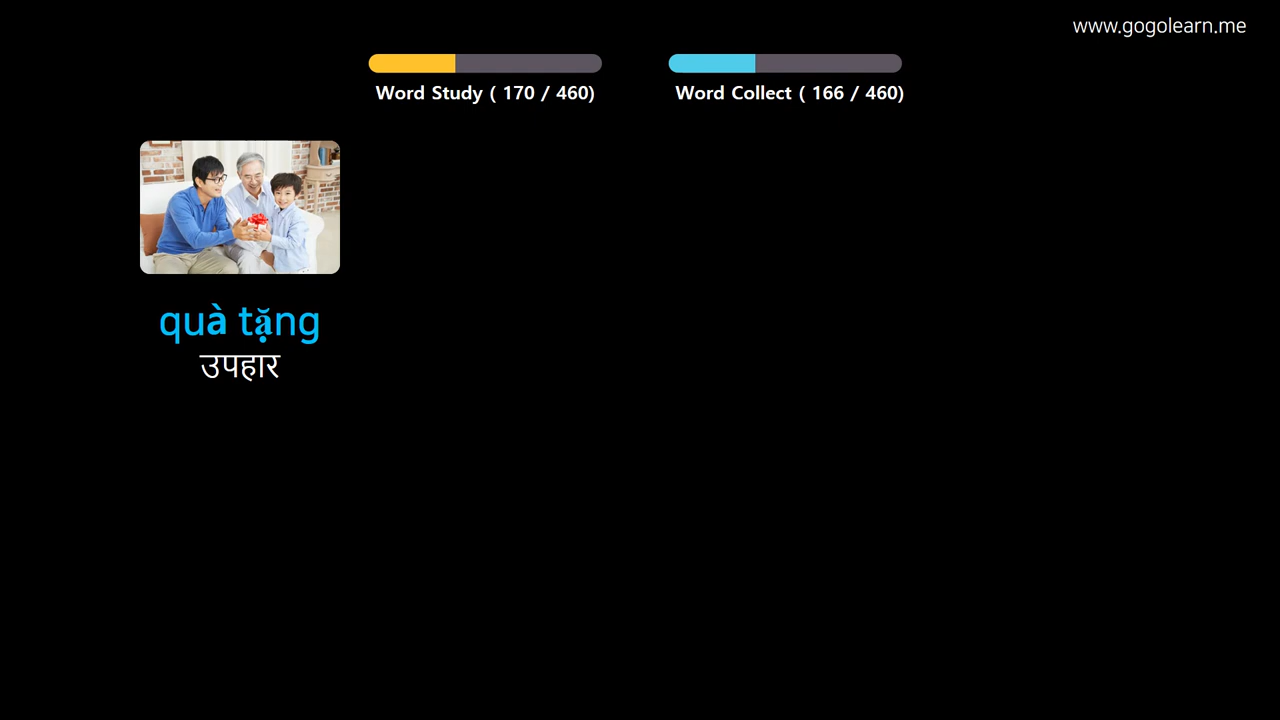 www.gogolearn.me
Word Study ( 170 / 460)
Word Collect ( 166 / 460)
quà tặng
उपहार